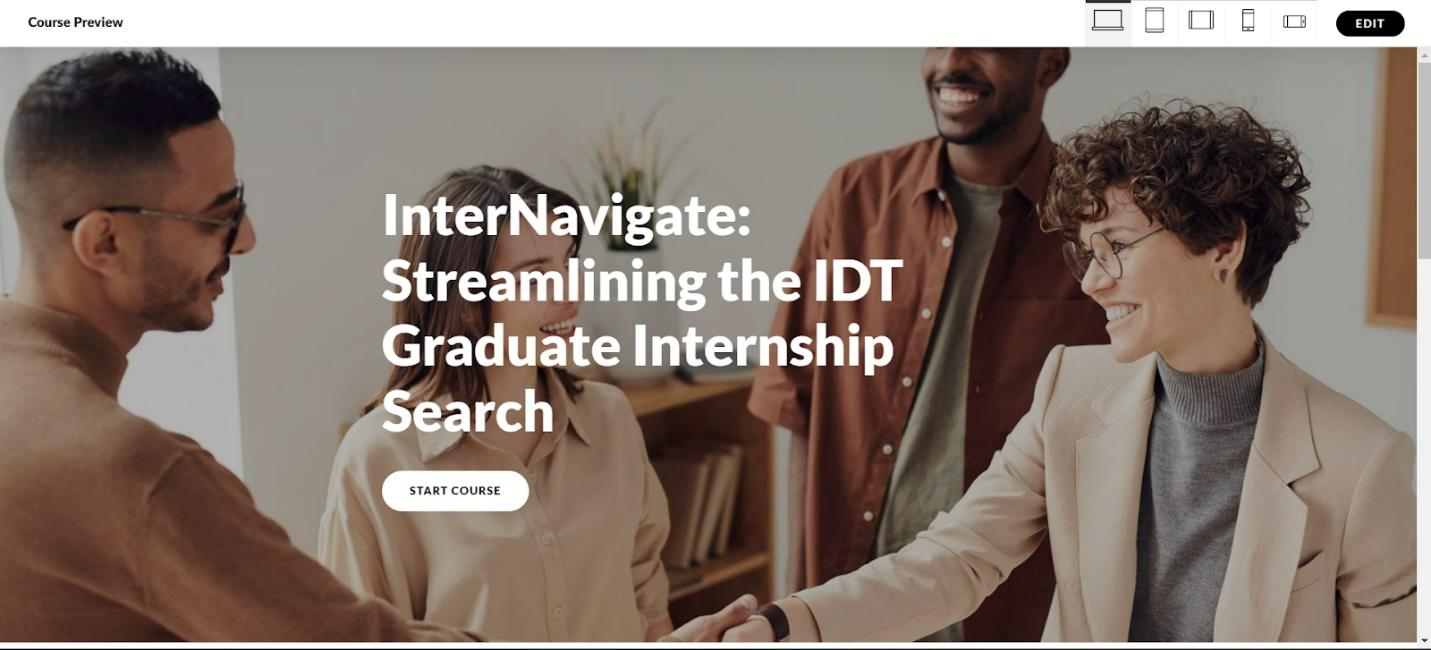 Course Preview
EDIT
InterNavigate:
Streamlining the IDT
Graduate Internship
Search
START COURSE